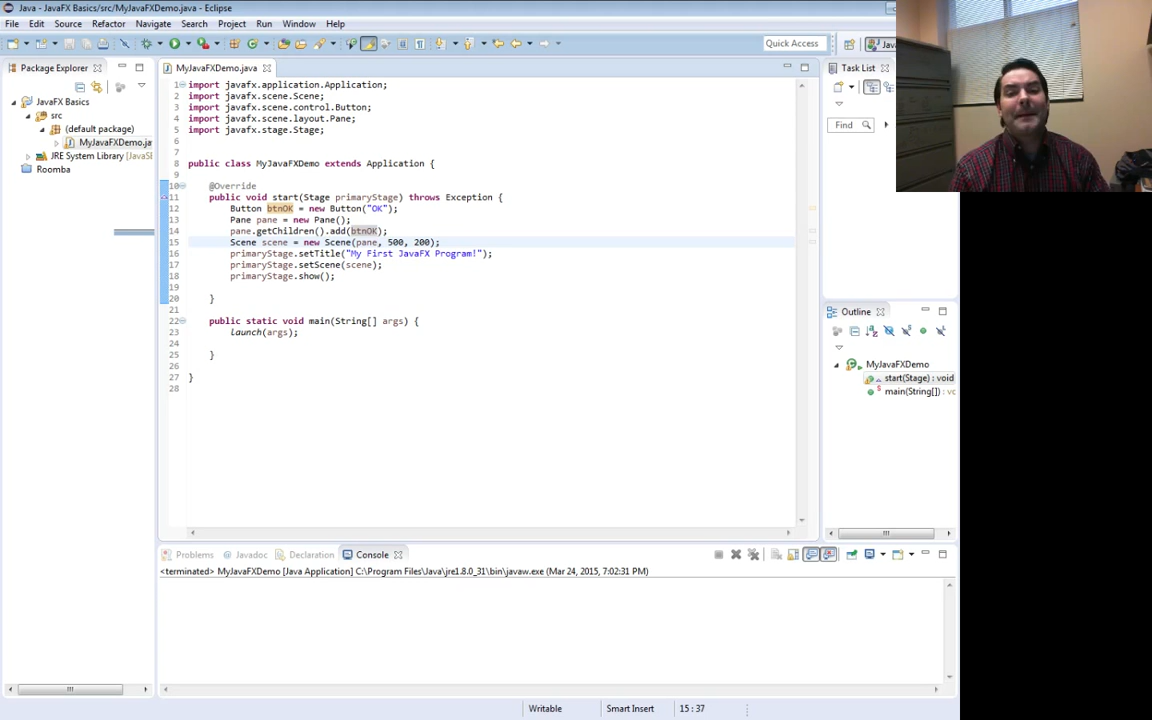 Java - JavaFX Basics/src/MyJavaFXDemo.java - Eclipse
File Edit Source Refactor Navigate Search Project Run Window Help
Quick Access
Package Explorer
MyJavaFXDemo.java
Task List
JavaFX Basics
src
(default package)
MyJavaFXDemo.ja
JRE System Library [JavaSE
Roomba
Find
1 import javafx.application.Application;
2 import javafx.scene.Scene;
3 import javafx.scene.control.Button;
4 import javafx.scene.layout.Pane;
5 import javafx.stage.Stage;
6
7
8 public class MyJavaFXDemo extends Application {
9
10 @Override
11 public void start(Stage primaryStage) throws Exception {
12 Button btnOK = new Button("OK");
13 Pane pane = new Pane();
14 pane.getChildren().add(btnOK);
15 Scene scene = new Scene(pane, 500, 200);
16 primaryStage.setTitle("My First JavaFX Program!");
17 primaryStage.setScene(scene);
18 primaryStage.show();
19
20 }
21
22 public static void main(String[] args) {
23 launch(args);
24
25 }
26
27 }
28
Outline
MyJavaFXDemo
start(Stage) : void
main(String[]) : vo
Problems Javadoc Declaration Console
<terminated> MyJavaFXDemo [Java Application] C:\Program Files\Java\jre1.8.0_31\bin\javaw.exe (Mar 24, 2015, 7:02:31 PM)
Writable Smart Insert 15 : 37